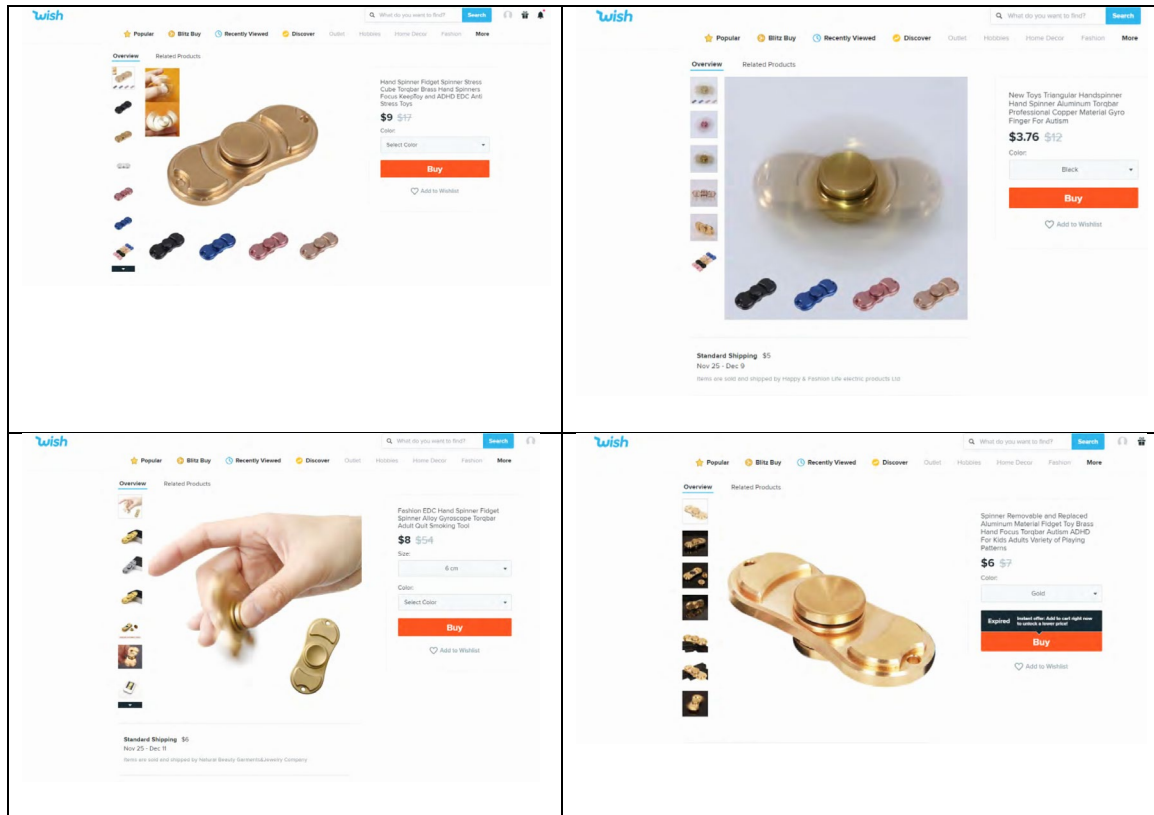 wish
What do you want to find? Search
Popular Blitz Buy Recently Viewed Discover Outlet Hobbies Home Decor Fashion More
Overview Related Products
Hand Spinner Fidget Spinner Stress
Cube Torqbar Brass Hand Spinners
Focus KeepToy and ADHD EDC Anti
Stress Toys
$9 $17
Color:
Select Color
Buy
Add to Wishlist
wish
What do you want to find? Search
Popular Blitz Buy Recently Viewed Discover Outlet Hobbies Home Decor Fashion More
Overview Related Products
New Toys Triangular Handspinner
Hand Spinner Aluminum Torqbar
Professional Copper Material Gyro
Finger For Autism
$3.76 $12
Color:
Black
Buy
Add to Wishlist
Standard Shipping $5
Nov 25 - Dec 9
Items are sold and shipped by Happy & Fashion Life electric products Ltd
wish
What do you want to find? Search
Popular Blitz Buy Recently Viewed Discover Outlet Hobbies Home Decor Fashion More
Overview Related Products
Fashion EDC Hand Spinner Fidget
Spinner Alloy Gyroscope Torqbar
Adult Quit Smoking Tool
$8 $54
Size:
6 cm
Color:
Select Color
Buy
Add to Wishlist
Standard Shipping $6
Nov 25 - Dec 11
Items are sold and shipped by Natural Beauty Garments&Jewelry Company
wish
What do you want to find? Search
Popular Blitz Buy Recently Viewed Discover Outlet Hobbies Home Decor Fashion More
Overview Related Products
Spinner Removable and Replaced
Aluminum Material Fidget Toy Brass
Hand Focus Torqbar Autism ADHD
For Kids Adults Variety of Playing
Patterns
$6 $7
Color:
Gold
Expired Instant offer: Add to cart right now
to unlock a lower price!
Buy
Add to Wishlist